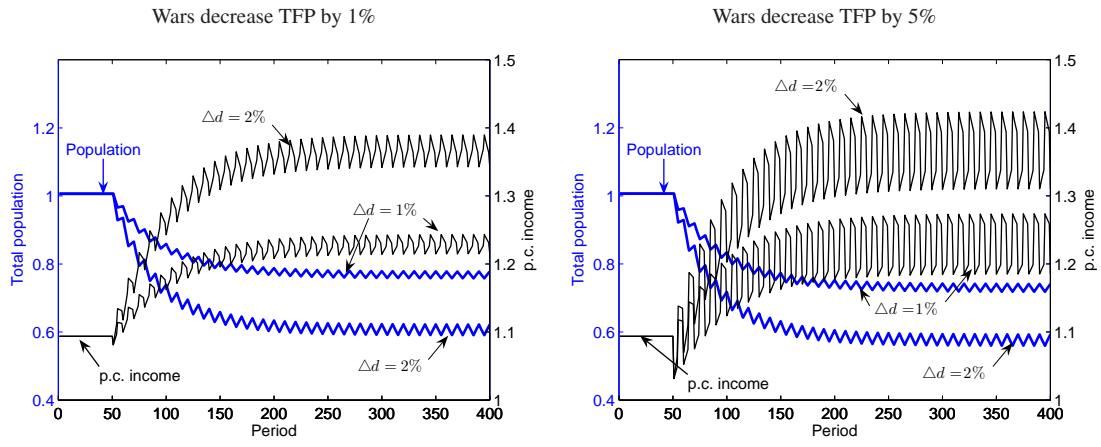 Wars decrease TFP by 1%
Wars decrease TFP by 5%
1.5
1.4
1.3
1.2
1.1
1
1.2
1
0.8
0.6
0.4
Total population
p.c. income
△d = 2%
Population
△d = 1%
△d = 2%
p.c. income
0 50 100 150 200 250 300 350 400
Period
1.5
1.4
1.3
1.2
1.1
1
1.2
1
0.8
0.6
0.4
Total population
p.c. income
△d = 2%
Population
△d = 1%
△d = 2%
p.c. income
0 50 100 150 200 250 300 350 400
Period